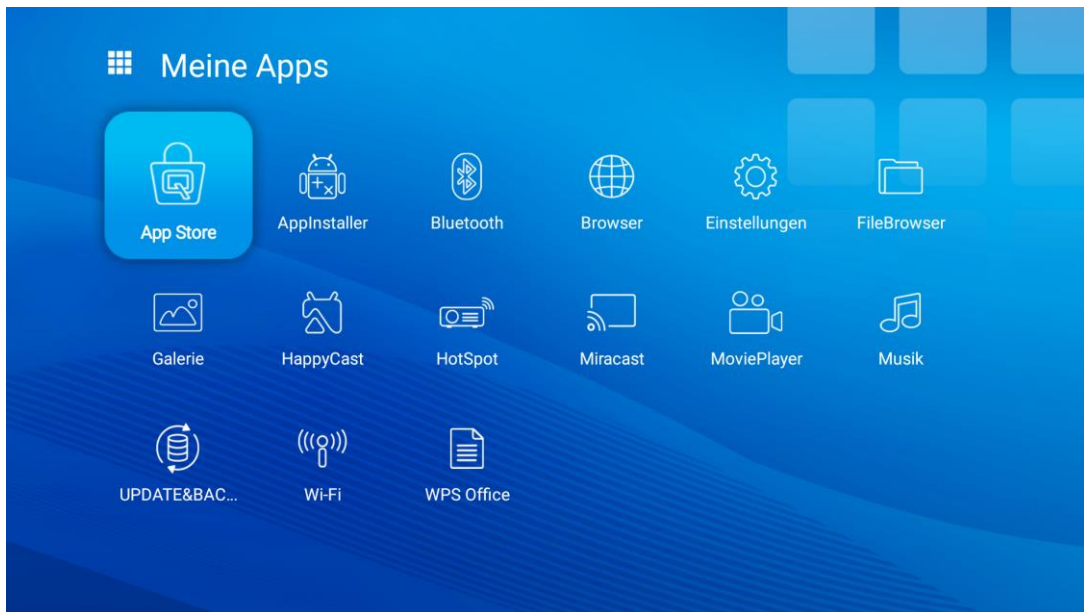 Meine Apps
App Store
AppInstaller
Bluetooth
Browser
Einstellungen
FileBrowser
Galerie
HappyCast
HotSpot
Miracast
MoviePlayer
Musik
UPDATE&BAC...
Wi-Fi
WPS Office